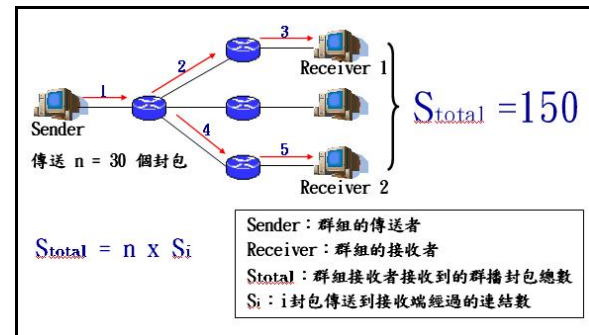 3
Receiver 1
2
1
Sender
Stotal =150
4
5
Receiver 2
傳送 n = 30 個封包
Stotal = n x Si
Sender：群組的傳送者
Receiver：群組的接收者
Stotal：群組接收者接收到的群播封包總數
Si：i封包傳送到接收端經過的連結數